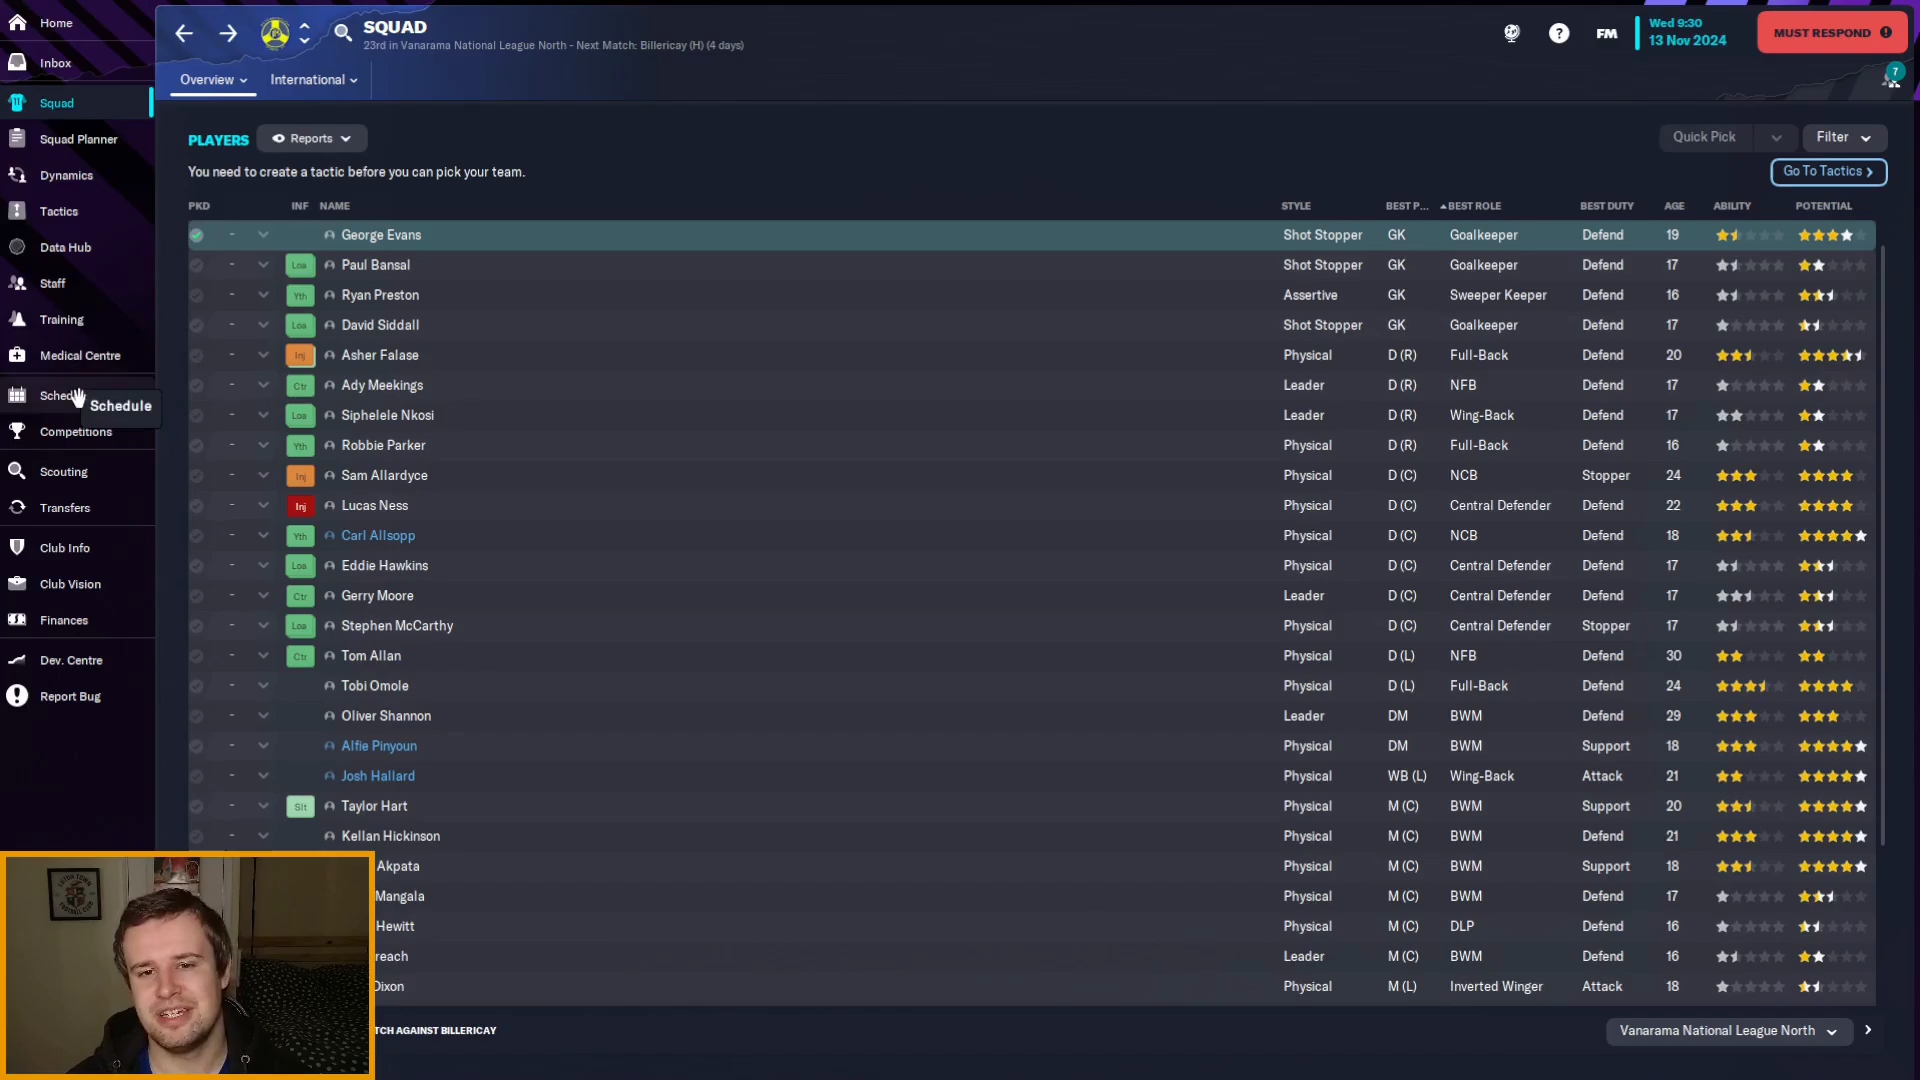 Home
Inbox
Squad
Squad Planner
Dynamics
Tactics
Data Hub
Staff
Training
Medical Centre
Sched
Schedule
Competitions
Scouting
Transfers
Club Info
Club Vision
Finances
Dev. Centre
Report Bug
SQUAD
23rd in Vanarama National League North - Next Match: Billericay (H) (4 days)
? FM Wed 9:30
13 Nov 2024
MUST RESPOND
7
Overview International
PLAYERS Reports Quick Pick Filter
You need to create a tactic before you can pick your team. Go To Tactics
PKD INF NAME STYLE BEST P... BEST ROLE BEST DUTY AGE ABILITY POTENTIAL
- George Evans Shot Stopper GK Goalkeeper Defend 19
- Loa Paul Bansal Shot Stopper GK Goalkeeper Defend 17
- Yth Ryan Preston Assertive GK Sweeper Keeper Defend 16
- Loa David Siddall Shot Stopper GK Goalkeeper Defend 17
- Inj Asher Falase Physical D (R) Full-Back Defend 20
- Ctr Ady Meekings Leader D (R) NFB Defend 17
- Loa Siphelele Nkosi Leader D (R) Wing-Back Defend 17
- Yth Robbie Parker Physical D (R) Full-Back Defend 16
- Inj Sam Allardyce Physical D (C) NCB Stopper 24
- Inj Lucas Ness Physical D (C) Central Defender Defend 22
- Yth Carl Allsopp Physical D (C) NCB Defend 18
- Loa Eddie Hawkins Physical D (C) Central Defender Defend 17
- Ctr Gerry Moore Leader D (C) Central Defender Defend 17
- Loa Stephen McCarthy Physical D (C) Central Defender Stopper 17
- Ctr Tom Allan Physical D (L) NFB Defend 30
- Tobi Omole Physical D (L) Full-Back Defend 24
- Oliver Shannon Leader DM BWM Defend 29
- Alfie Pinyoun Physical DM BWM Support 18
- Josh Hallard Physical WB (L) Wing-Back Attack 21
- Slt Taylor Hart Physical M (C) BWM Support 20
- Kellan Hickinson Physical M (C) BWM Defend 21
Akpata Physical M (C) BWM Support 18
Mangala Physical M (C) BWM Defend 17
Hewitt Physical M (C) DLP Defend 16
reach Leader M (C) BWM Defend 16
Dixon Physical M (L) Inverted Winger Attack 18
TCH AGAINST BILLERICAY Vanarama National League North
LUTON TOWN